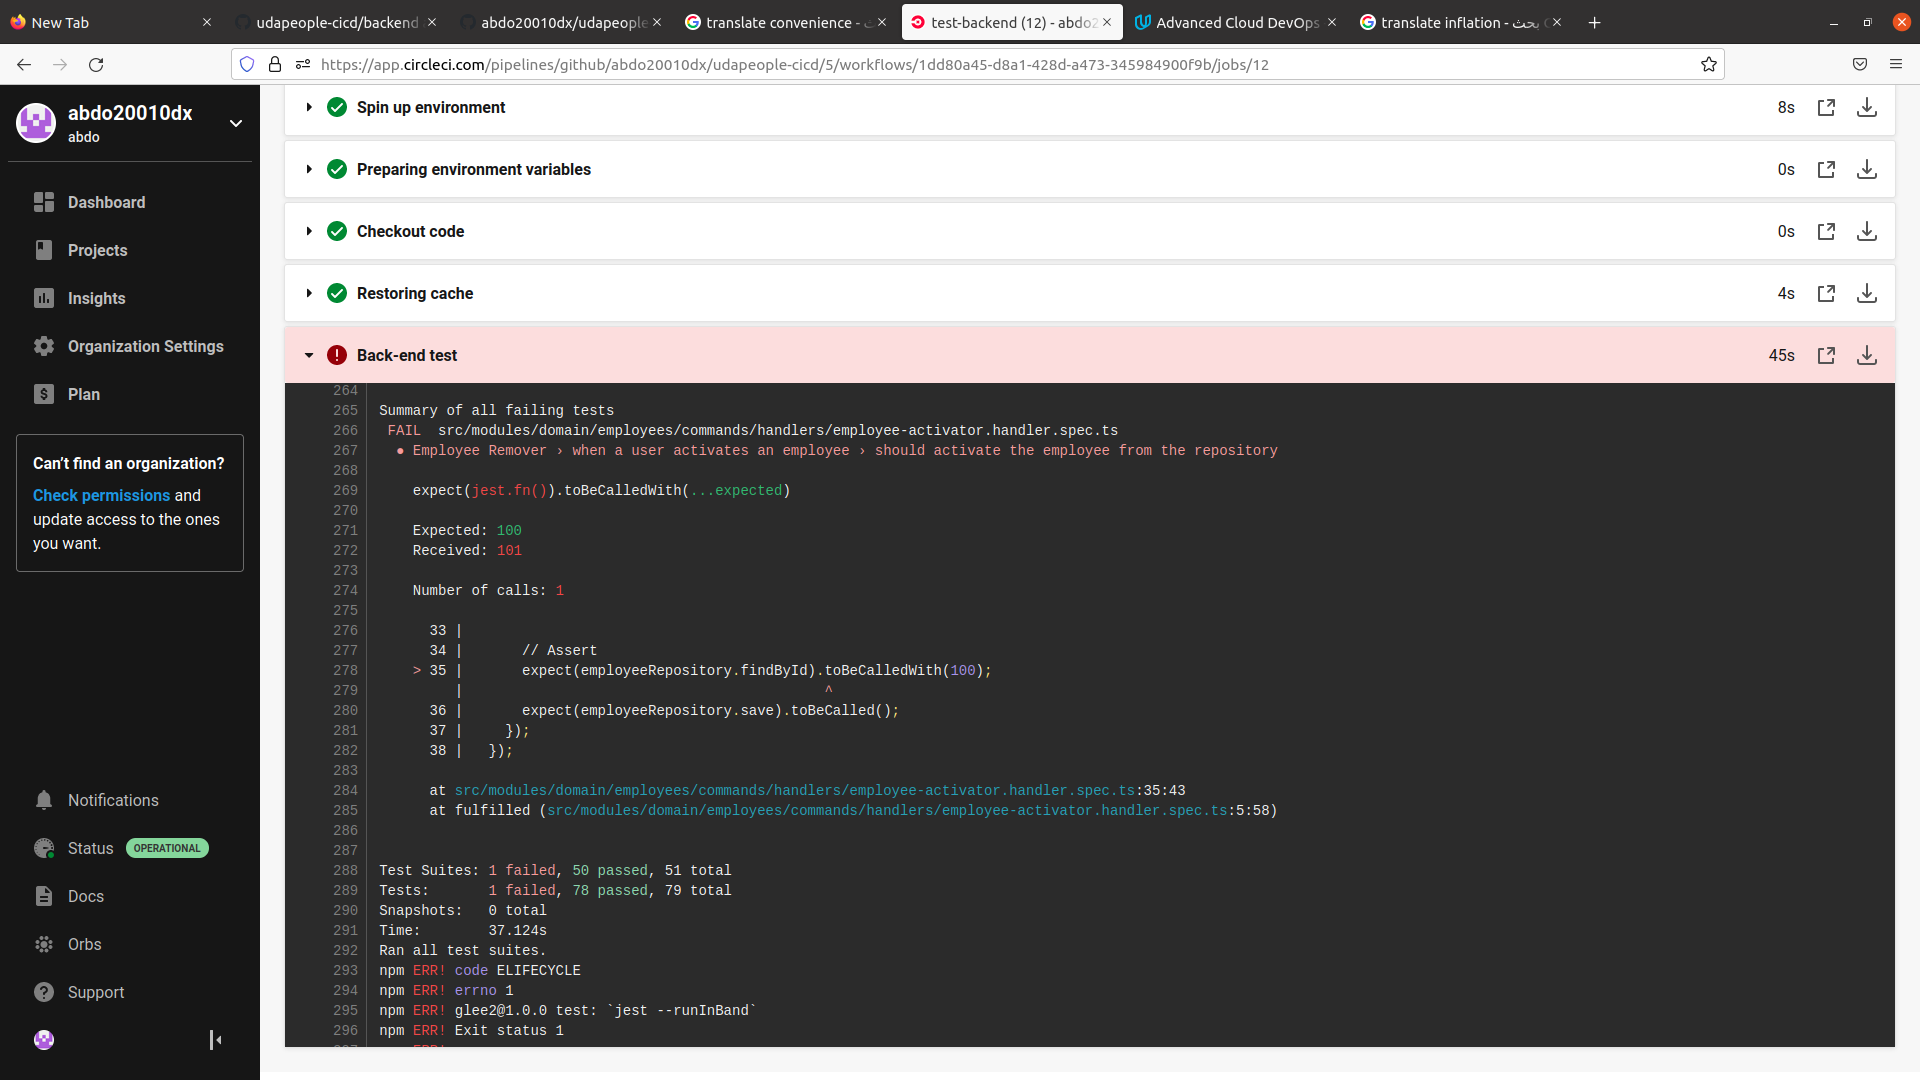 New Tab
udapeople-cicd/backend
abdo20010dx/udapeople
translate convenience -
test-backend (12) - abdo2
Advanced Cloud DevOps
translate inflation - بحث
https://app.circleci.com/pipelines/github/abdo20010dx/udapeople-cicd/5/workflows/1dd80a45-d8a1-428d-a473-345984900f9b/jobs/12
abdo20010dx
abdo
Dashboard
Projects
Insights
Organization Settings
Plan
Can't find an organization?
Check permissions and
update access to the ones
you want.
Notifications
Status OPERATIONAL
Docs
Orbs
Support
Spin up environment 8s
Preparing environment variables 0s
Checkout code 0s
Restoring cache 4s
Back-end test 45s
264
265 Summary of all failing tests
266 FAIL src/modules/domain/employees/commands/handlers/employee-activator.handler.spec.ts
267 ● Employee Remover › when a user activates an employee › should activate the employee from the repository
268
269 expect(jest.fn()).toBeCalledWith(...expected)
270
271 Expected: 100
272 Received: 101
273
274 Number of calls: 1
275
276 33 |
277 34 | // Assert
278 > 35 | expect(employeeRepository.findById).toBeCalledWith(100);
279 | ^
280 36 | expect(employeeRepository.save).toBeCalled();
281 37 | });
282 38 | });
283
284 at src/modules/domain/employees/commands/handlers/employee-activator.handler.spec.ts:35:43
285 at fulfilled (src/modules/domain/employees/commands/handlers/employee-activator.handler.spec.ts:5:58)
286
287
288 Test Suites: 1 failed, 50 passed, 51 total
289 Tests: 1 failed, 78 passed, 79 total
290 Snapshots: 0 total
291 Time: 37.124s
292 Ran all test suites.
293 npm ERR! code ELIFECYCLE
294 npm ERR! errno 1
295 npm ERR! glee2@1.0.0 test: `jest --runInBand`
296 npm ERR! Exit status 1